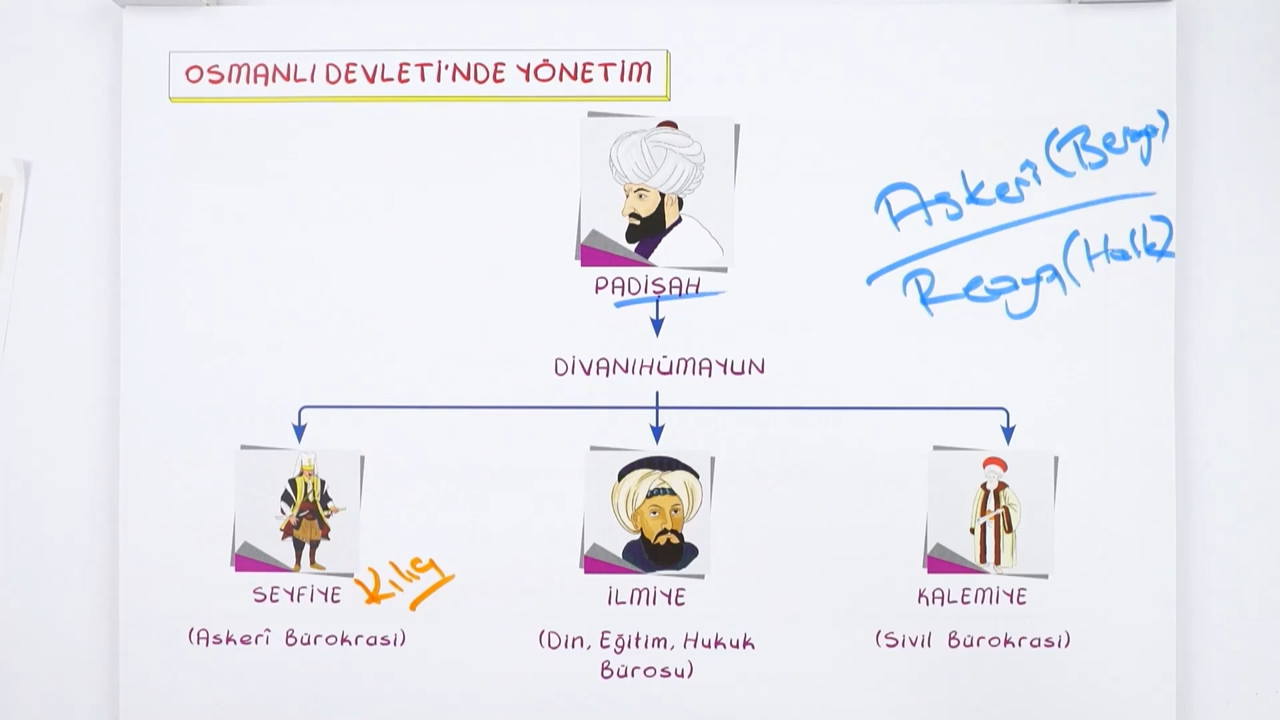 OSMANLI DEVLETİ'NDE YÖNETİM
Askerî (Beraya)
Reaya (Halk)
PADİŞAH
DİVANIHÜMAYUN
SEYFİYE Kılıç
(Askerî Bürokrasi)
İLMİYE
(Din, Eğitim, Hukuk
Bürosu)
KALEMİYE
(Sivil Bürokrasi)